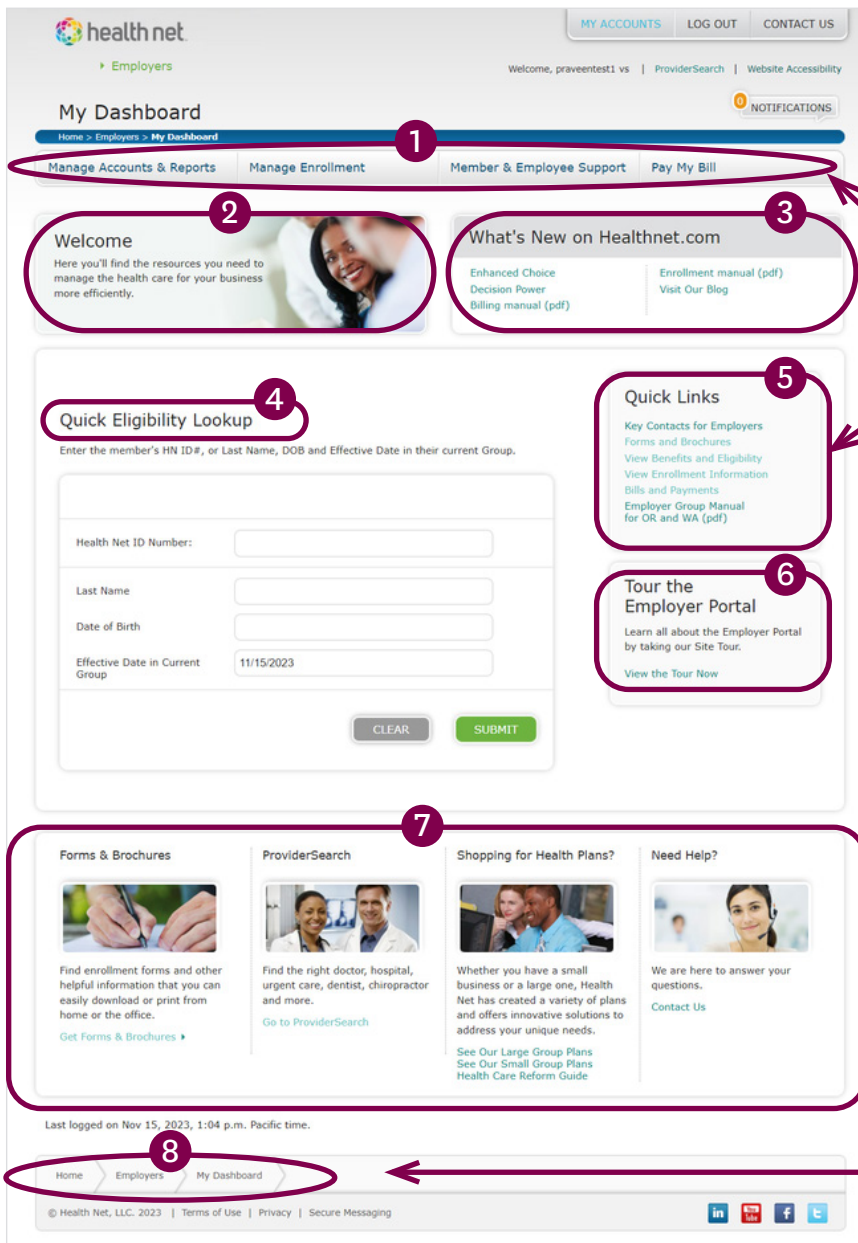 health net.
MY ACCOUNTS LOG OUT CONTACT US
Employers
Welcome, praveentest1 vs | ProviderSearch | Website Accessibility
My Dashboard
0 NOTIFICATIONS
Home > Employers > My Dashboard
1
Manage Accounts & Reports Manage Enrollment Member & Employee Support Pay My Bill
2
Welcome
Here you'll find the resources you need to
manage the health care for your business
more efficiently.
3
What's New on Healthnet.com
Enhanced Choice
Decision Power
Billing manual (pdf)
Enrollment manual (pdf)
Visit Our Blog
4
Quick Eligibility Lookup
Enter the member's HN ID#, or Last Name, DOB and Effective Date in their current Group.
Health Net ID Number:
Last Name
Date of Birth
Effective Date in Current
Group
11/15/2023
CLEAR SUBMIT
5
Quick Links
Key Contacts for Employers
Forms and Brochures
View Benefits and Eligibility
View Enrollment Information
Bills and Payments
Employer Group Manual
for OR and WA (pdf)
6
Tour the
Employer Portal
Learn all about the Employer Portal
by taking our Site Tour.
View the Tour Now
7
Forms & Brochures
Find enrollment forms and other
helpful information that you can
easily download or print from
home or the office.
Get Forms & Brochures
ProviderSearch
Find the right doctor, hospital,
urgent care, dentist, chiropractor
and more.
Go to ProviderSearch
Shopping for Health Plans?
Whether you have a small
business or a large one, Health
Net has created a variety of plans
and offers innovative solutions to
address your unique needs.
See Our Large Group Plans
See Our Small Group Plans
Health Care Reform Guide
Need Help?
We are here to answer your
questions.
Contact Us
Last logged on Nov 15, 2023, 1:04 p.m. Pacific time.
8
Home Employers My Dashboard
© Health Net, LLC. 2023 | Terms of Use | Privacy | Secure Messaging
in You Tube f t